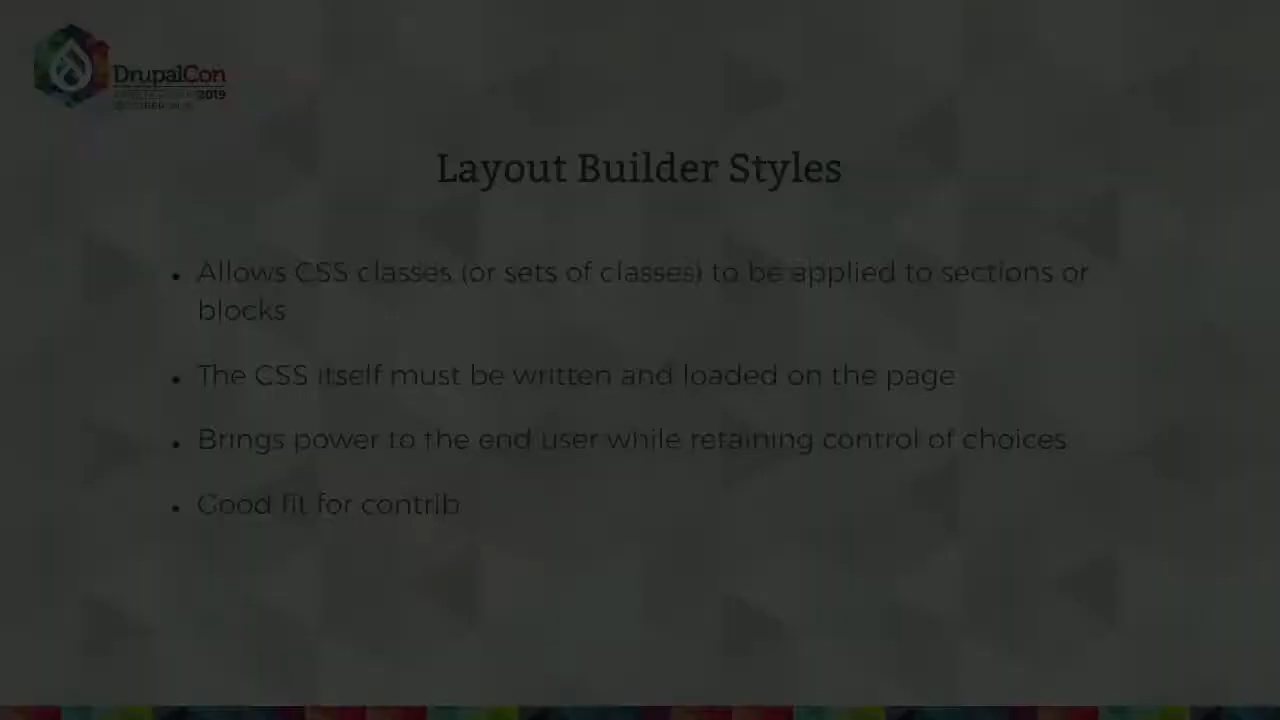 DrupalCon
2019
Layout Builder Styles
• Allows CSS classes (or sets of classes) to be applied to sections or
blocks
• The CSS itself must be written and loaded on the page
• Brings power to the end user while retaining control of choices
• Good fit for contrib